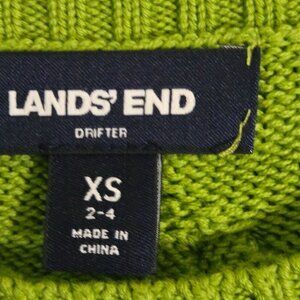 LANDS' END
DRIFTER
XS
2-4
MADE IN
CHINA